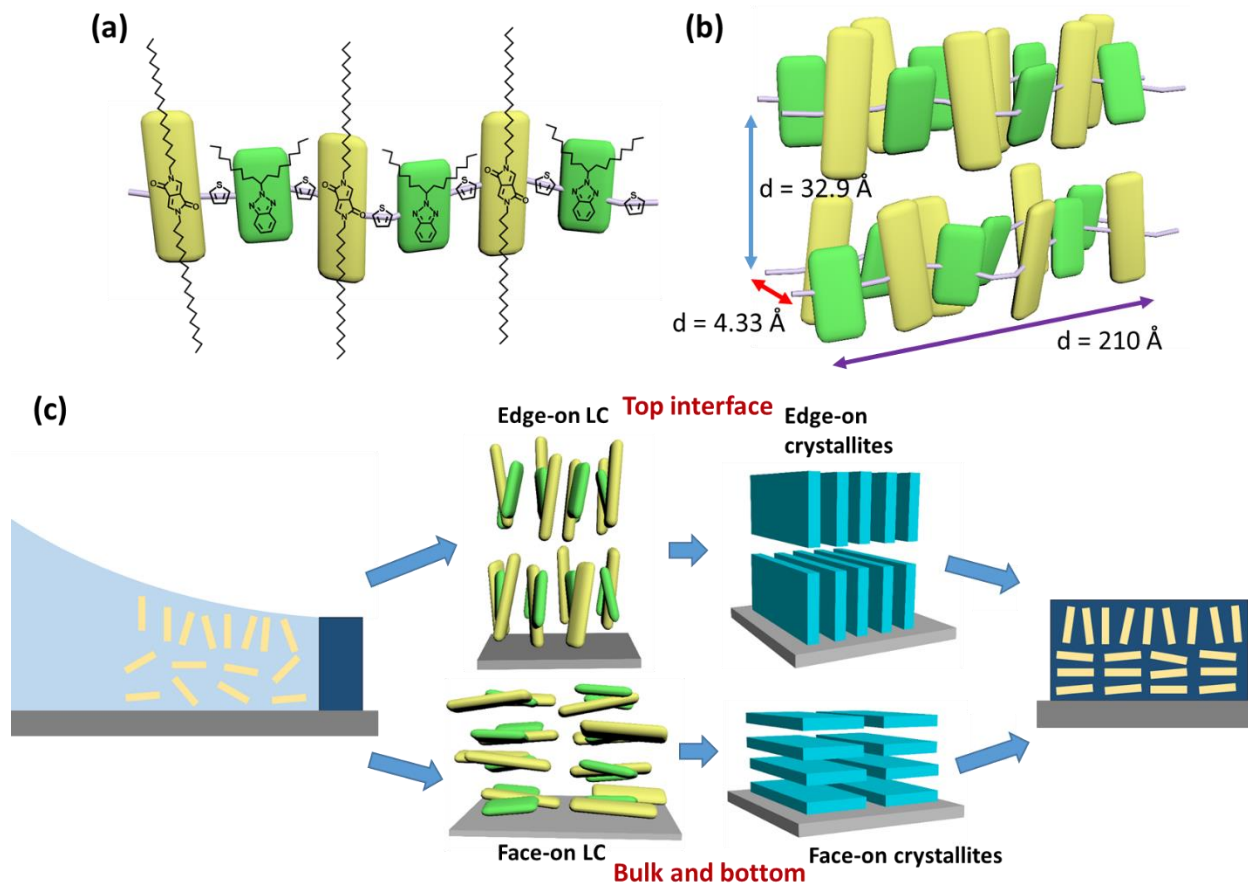 (a)
(b)
d = 32.9 Å
d = 4.33 Å
d = 210 Å
(c)
Top interface
Edge-on LC
Edge-on
crystallites
Face-on LC
Face-on crystallites
Bulk and bottom
O
N
N
O
S
N
N
N
S
O
N
N
O
S
N
N
N
S
O
N
N
O
S
N
N
N
S